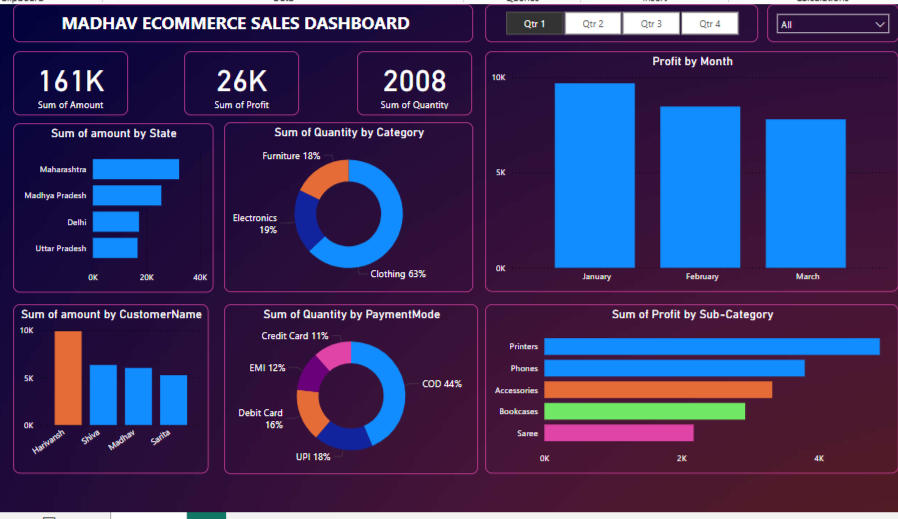 MADHAV ECOMMERCE SALES DASHBOARD
Qtr 1
Qtr 2
Qtr 3
Qtr 4
All
161K
Sum of Amount
26K
Sum of Profit
2008
Sum of Quantity
Sum of amount by State
Maharashtra
Madhya Pradesh
Delhi
Uttar Pradesh
0K 20K 40K
Sum of Quantity by Category
Furniture 18%
Electronics
19%
Clothing 63%
Profit by Month
10K
5K
0K
January February March
Sum of amount by CustomerName
10K
5K
0K
Harivansh Shiva Madhav Sarita
Sum of Quantity by PaymentMode
Credit Card 11%
EMI 12%
COD 44%
Debit Card
16%
UPI 18%
Sum of Profit by Sub-Category
Printers
Phones
Accessories
Bookcases
Saree
0K 2K 4K